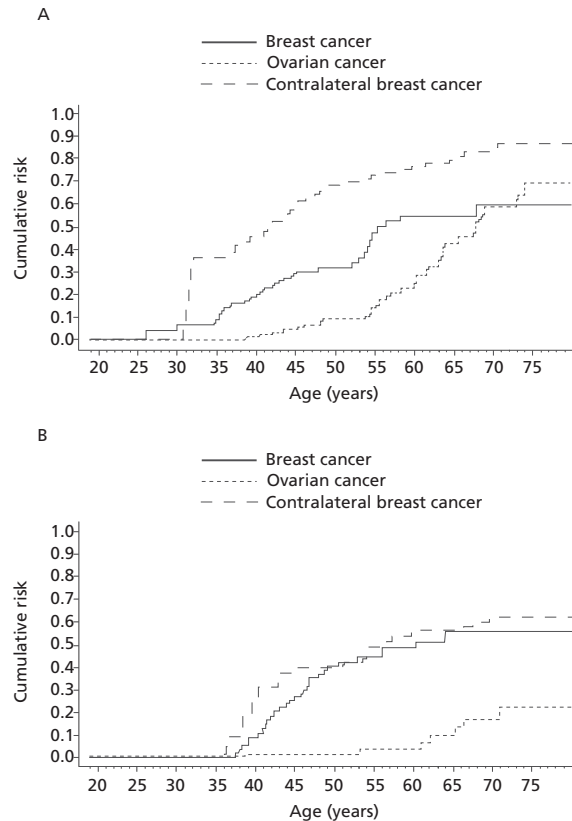 A
Breast cancer
Ovarian cancer
Contralateral breast cancer
1.0
0.9
0.8
0.7
0.6
0.5
0.4
0.3
0.2
0.1
0.0
Cumulative risk
20 25 30 35 40 45 50 55 60 65 70 75
Age (years)
B
Breast cancer
Ovarian cancer
Contralateral breast cancer
1.0
0.9
0.8
0.7
0.6
0.5
0.4
0.3
0.2
0.1
0.0
Cumulative risk
20 25 30 35 40 45 50 55 60 65 70 75
Age (years)